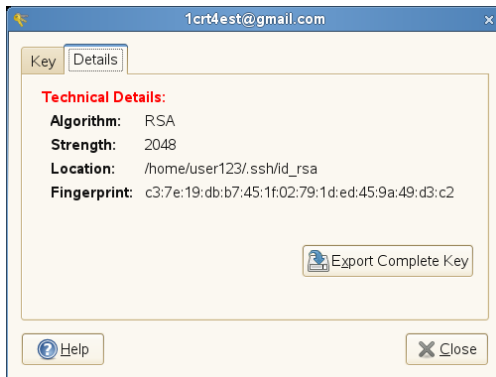 1crt4est@gmail.com
Key Details
Technical Details:
Algorithm: RSA
Strength: 2048
Location: /home/user123/.ssh/id_rsa
Fingerprint: c3:7e:19:db:b7:45:1f:02:79:1d:ed:45:9a:49:d3:c2
Export Complete Key
Help Close